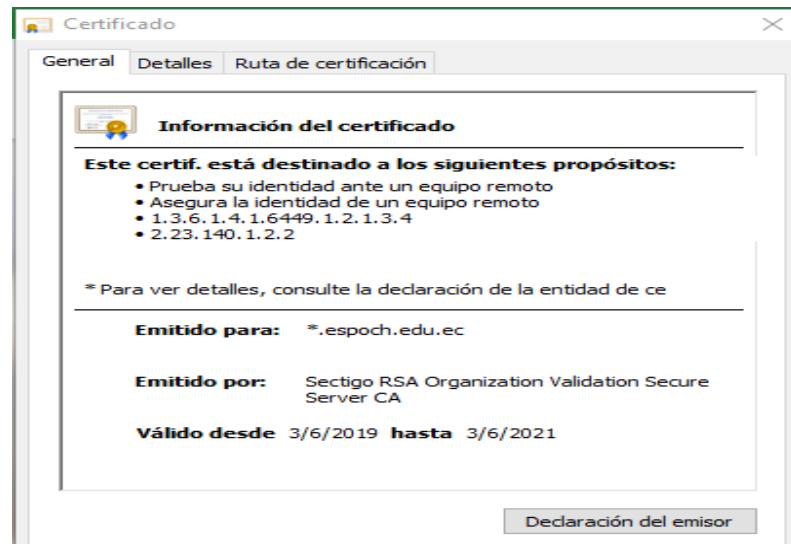 Certificado
General Detalles Ruta de certificación
Información del certificado
Este certif. está destinado a los siguientes propósitos:
• Prueba su identidad ante un equipo remoto
• Asegura la identidad de un equipo remoto
• 1.3.6.1.4.1.6449.1.2.1.3.4
• 2.23.140.1.2.2
* Para ver detalles, consulte la declaración de la entidad de ce
Emitido para: *.espoch.edu.ec
Emitido por: Sectigo RSA Organization Validation Secure
Server CA
Válido desde 3/6/2019 hasta 3/6/2021
Declaración del emisor